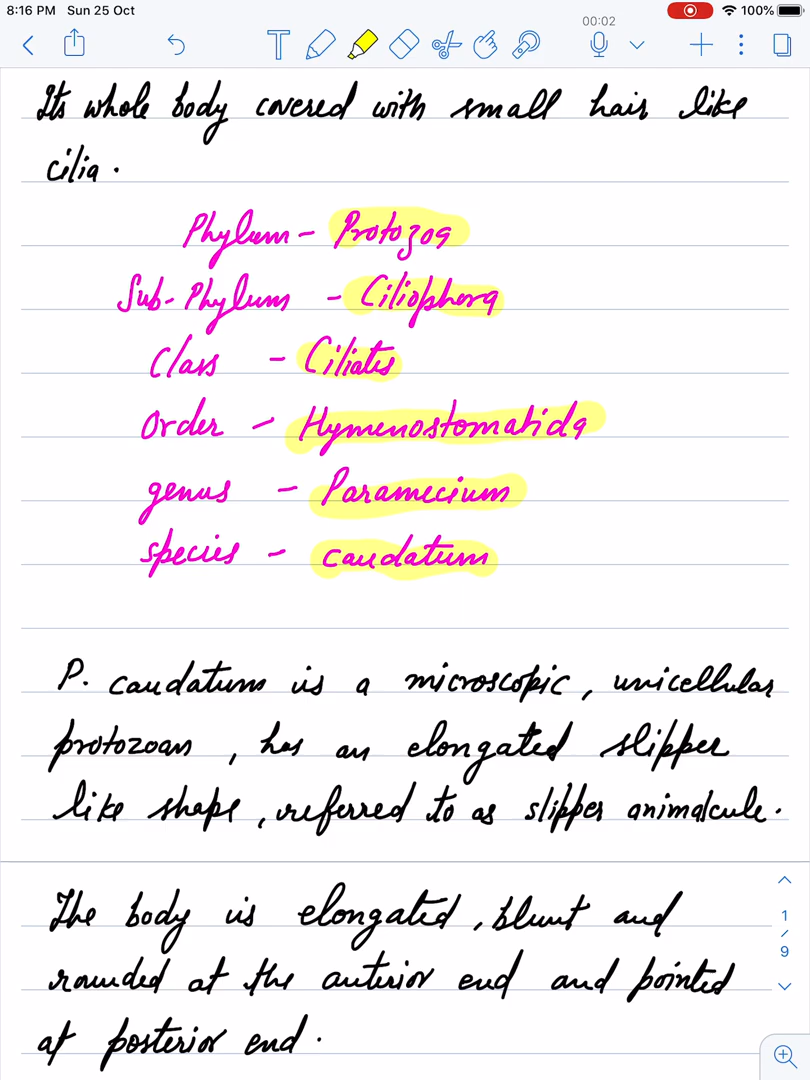 8:16 PM Sun 25 Oct
100%
00:02
T
Its whole body covered with small hair like
cilia.
Phylum - Protozoa
Sub-Phylum - Ciliophora
Class - Ciliates
Order - Hymenostomatida
genus - Paramecium
species - caudatum
P. caudatum is a microscopic, unicellular
protozoan, has an elongated slipper
like shape, referred to as slipper animalcule.
The body is elongated, blunt and
rounded at the anterior end and pointed
at posterior end.
1
/
9